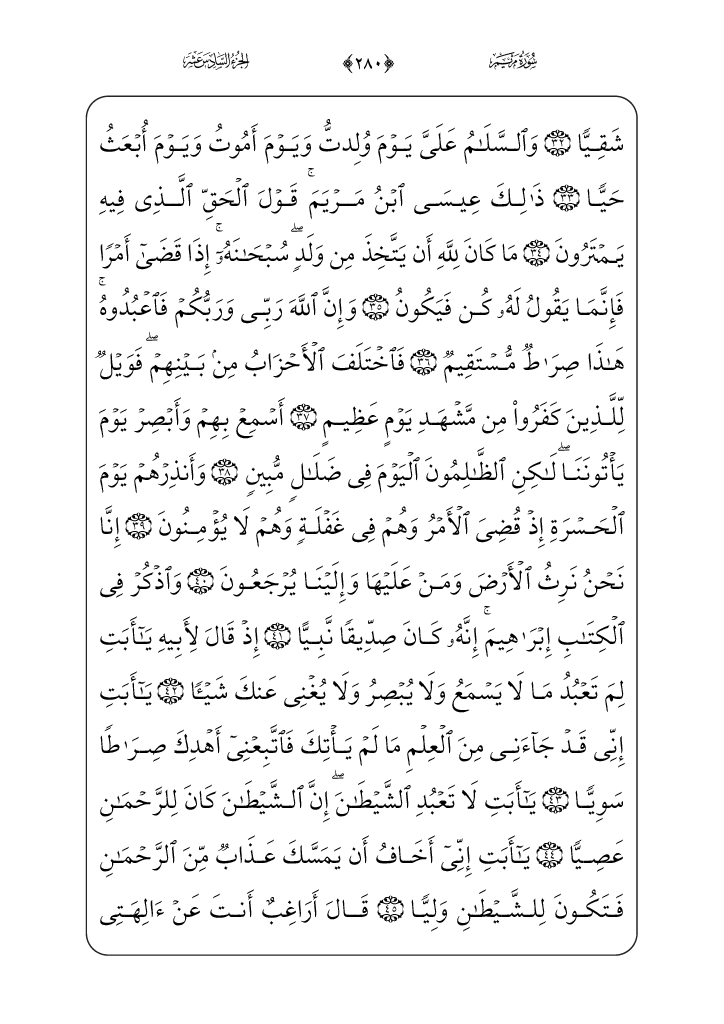 سُورَةُ مَرْيَم ﴿٢٨٠﴾ الجُزءُ السَّادِسَ عَشَر
شَقِيًّا ٣٢ وَٱلسَّلَٰمُ عَلَىَّ يَوْمَ وُلِدتُّ وَيَوْمَ أَمُوتُ وَيَوْمَ أُبْعَثُ
حَيًّا ٣٣ ذَٰلِكَ عِيسَى ٱبْنُ مَرْيَمَ ۚ قَوْلَ ٱلْحَقِّ ٱلَّذِى فِيهِ
يَمْتَرُونَ ٣٤ مَا كَانَ لِلَّهِ أَن يَتَّخِذَ مِن وَلَدٍ ۖ سُبْحَٰنَهُۥٓ ۚ إِذَا قَضَىٰٓ أَمْرًا
فَإِنَّمَا يَقُولُ لَهُۥ كُن فَيَكُونُ ٣٥ وَإِنَّ ٱللَّهَ رَبِّى وَرَبُّكُمْ فَٱعْبُدُوهُ ۚ
هَٰذَا صِرَٰطٌ مُّسْتَقِيمٌ ٣٦ فَٱخْتَلَفَ ٱلْأَحْزَابُ مِنۢ بَيْنِهِمْ ۖ فَوَيْلٌ
لِّلَّذِينَ كَفَرُوا۟ مِن مَّشْهَدِ يَوْمٍ عَظِيمٍ ٣٧ أَسْمِعْ بِهِمْ وَأَبْصِرْ يَوْمَ
يَأْتُونَنَا ۖ لَٰكِنِ ٱلظَّٰلِمُونَ ٱلْيَوْمَ فِى ضَلَٰلٍ مُّبِينٍ ٣٨ وَأَنذِرْهُمْ يَوْمَ
ٱلْحَسْرَةِ إِذْ قُضِىَ ٱلْأَمْرُ وَهُمْ فِى غَفْلَةٍ وَهُمْ لَا يُؤْمِنُونَ ٣٩ إِنَّا
نَحْنُ نَرِثُ ٱلْأَرْضَ وَمَنْ عَلَيْهَا وَإِلَيْنَا يُرْجَعُونَ ٤٠ وَٱذْكُرْ فِى
ٱلْكِتَٰبِ إِبْرَٰهِيمَ ۚ إِنَّهُۥ كَانَ صِدِّيقًا نَّبِيًّا ٤١ إِذْ قَالَ لِأَبِيهِ يَٰٓأَبَتِ
لِمَ تَعْبُدُ مَا لَا يَسْمَعُ وَلَا يُبْصِرُ وَلَا يُغْنِى عَنكَ شَيْـًٔا ٤٢ يَٰٓأَبَتِ
إِنِّى قَدْ جَآءَنِى مِنَ ٱلْعِلْمِ مَا لَمْ يَأْتِكَ فَٱتَّبِعْنِىٓ أَهْدِكَ صِرَٰطًا
سَوِيًّا ٤٣ يَٰٓأَبَتِ لَا تَعْبُدِ ٱلشَّيْطَٰنَ ۖ إِنَّ ٱلشَّيْطَٰنَ كَانَ لِلرَّحْمَٰنِ
عَصِيًّا ٤٤ يَٰٓأَبَتِ إِنِّىٓ أَخَافُ أَن يَمَسَّكَ عَذَابٌ مِّنَ ٱلرَّحْمَٰنِ
فَتَكُونَ لِلشَّيْطَٰنِ وَلِيًّا ٤٥ قَالَ أَرَاغِبٌ أَنتَ عَنْ ءَالِهَتِى